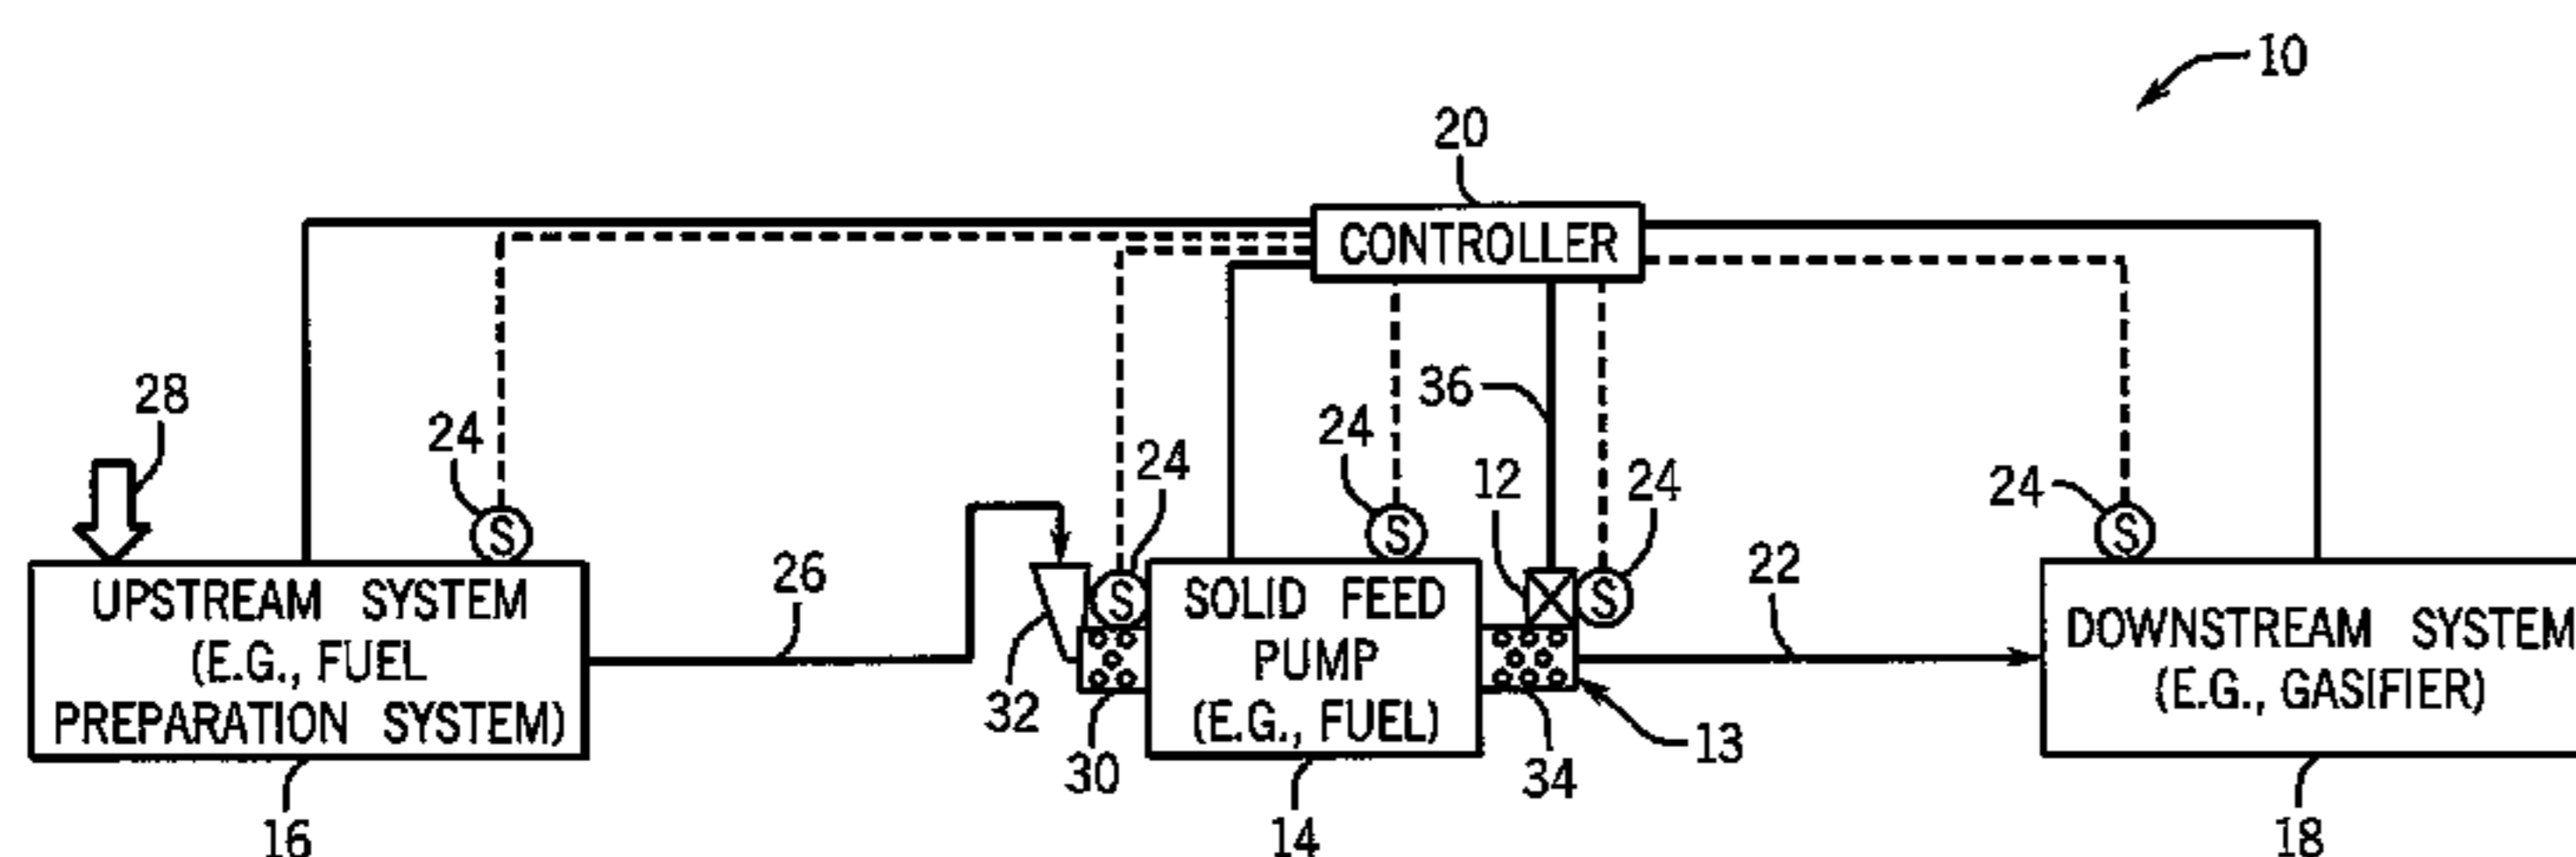 10
20
CONTROLLER
28
24
24
24
36
12
24
24
26
22
UPSTREAM SYSTEM
(E.G., FUEL
PREPARATION SYSTEM)
S
S
S
S
S
SOLID FEED
PUMP
(E.G., FUEL)
DOWNSTREAM SYSTEM
(E.G., GASIFIER)
32
30
34
13
16
14
18